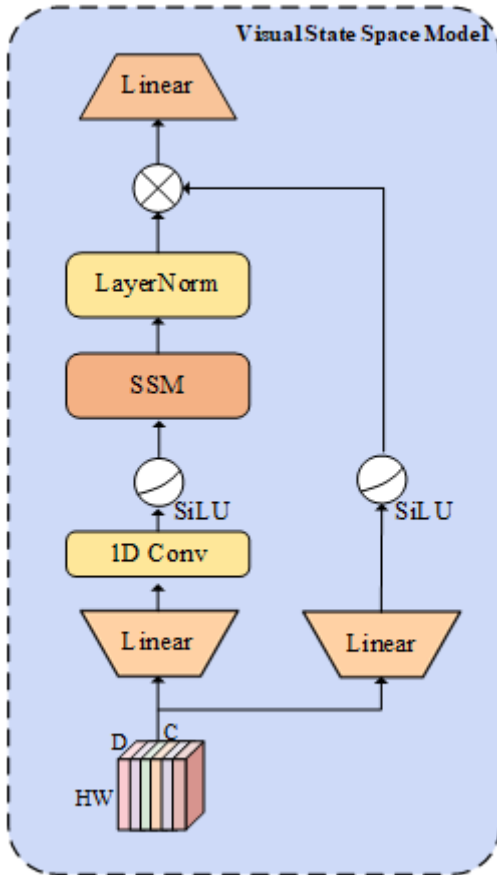 Visual State Space Model
Linear
LayerNorm
SSM
SiLU
SiLU
1D Conv
Linear
Linear
D
C
HW